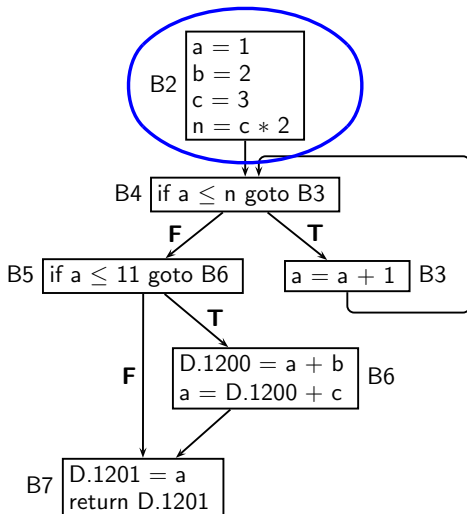 B2
a = 1
b = 2
c = 3
n = c ∗ 2
B4
if a ≤ n goto B3
F
T
B5
if a ≤ 11 goto B6
a = a + 1
B3
T
F
D.1200 = a + b
a = D.1200 + c
B6
B7
D.1201 = a
return D.1201